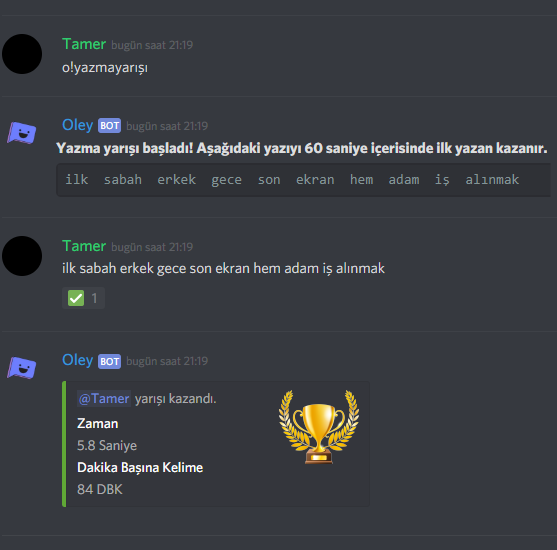 Tamer bugün saat 21:19
o!yazmayarışı
Oley BOT bugün saat 21:19
Yazma yarışı başladı! Aşağıdaki yazıyı 60 saniye içerisinde ilk yazan kazanır.
ilk sabah erkek gece son ekran hem adam iş alınmak
Tamer bugün saat 21:19
ilk sabah erkek gece son ekran hem adam iş alınmak
1
Oley BOT bugün saat 21:19
@Tamer yarışı kazandı.
Zaman
5.8 Saniye
Dakika Başına Kelime
84 DBK